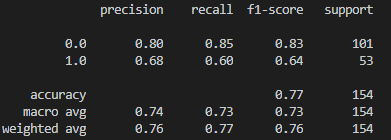 precision recall f1-score support
0.0 0.80 0.85 0.83 101
1.0 0.68 0.60 0.64 53
accuracy 0.77 154
macro avg 0.74 0.73 0.73 154
weighted avg 0.76 0.77 0.76 154